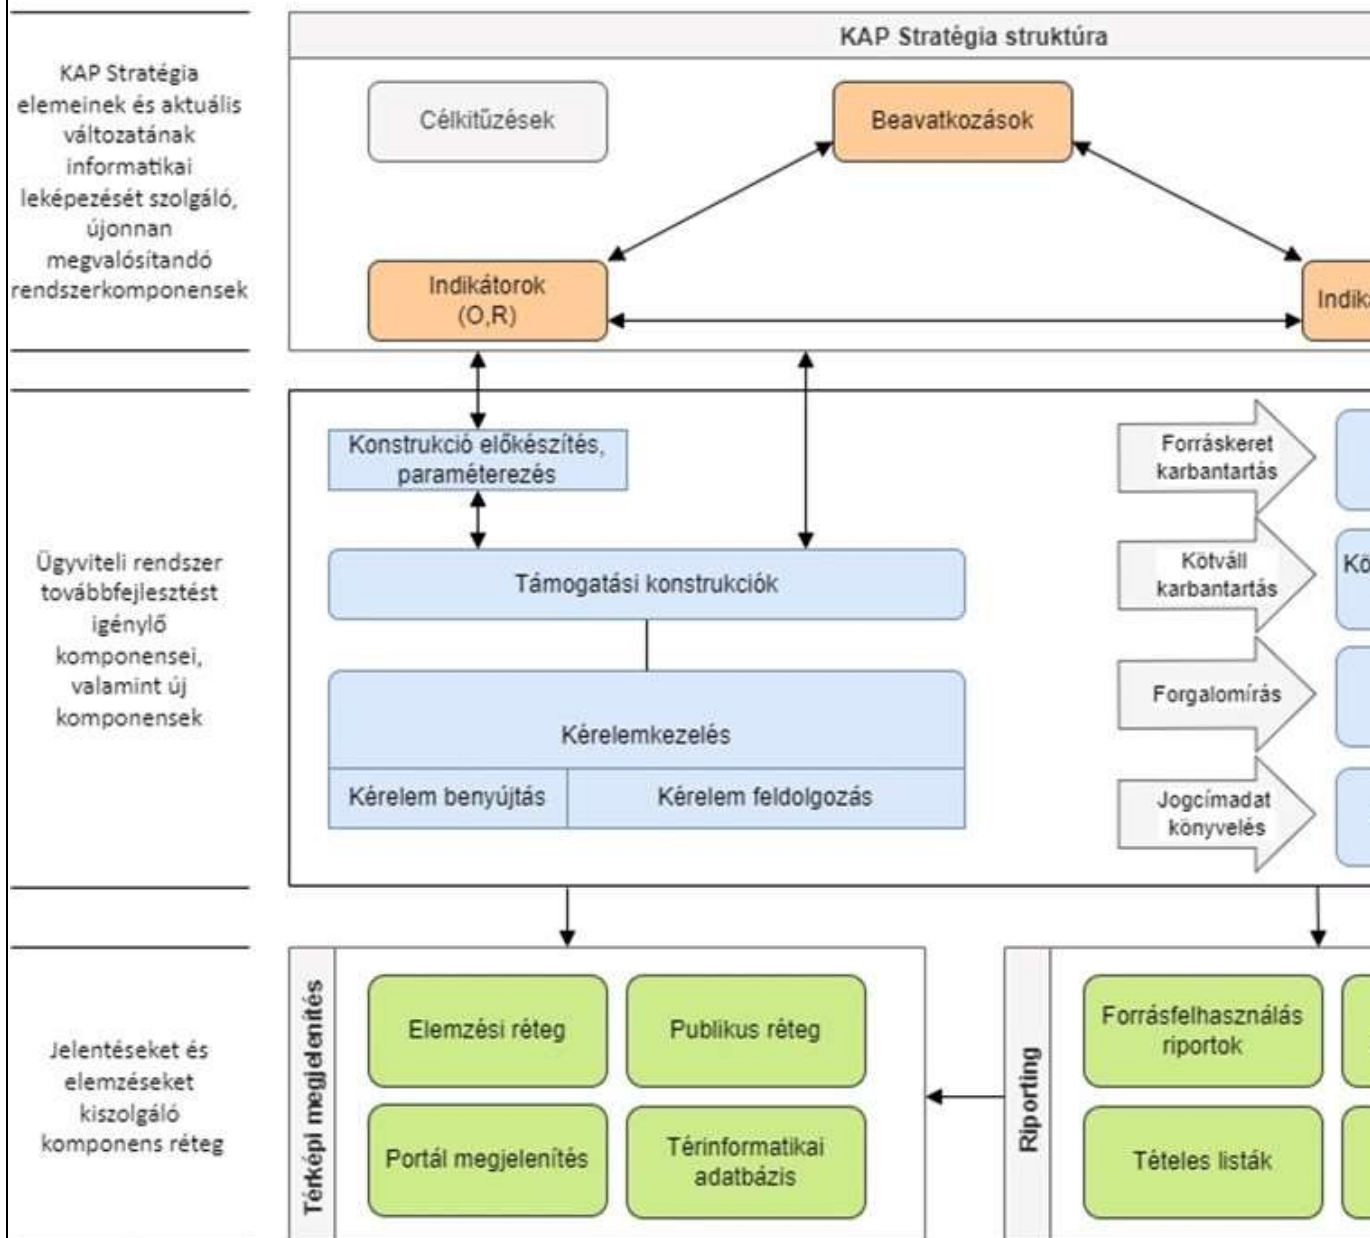 KAP Stratégia
elemeinek és aktuális
változatának
informatikai
leképezését szolgáló,
újonnan
megvalósítandó
rendszerkomponensek
KAP Stratégia struktúra
Célkitűzések
Beavatkozások
Indikátorok
(O,R)
Ügyviteli rendszer
továbbfejlesztést
igénylő
komponensei,
valamint új
komponensek
Konstrukció előkészítés,
paraméterezés
Támogatási konstrukciók
Kérelemkezelés
Kérelem benyújtás
Kérelem feldolgozás
Forráskeret
karbantartás
Kötváll
karbantartás
Forgalomírás
Jogcímadat
könyvelés
Jelentéseket és
elemzéseket
kiszolgáló
komponens réteg
Térképi megjelenítés
Elemzési réteg
Publikus réteg
Portál megjelenítés
Térinformatikai
adatbázis
Riporting
Forrásfelhasználás
riportok
Tételes listák